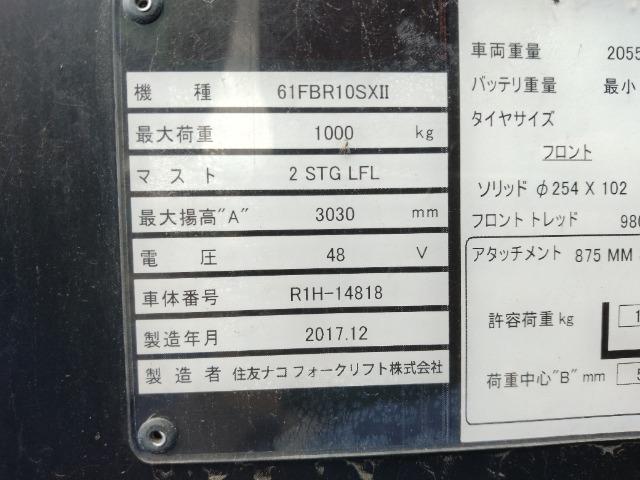 機 種 61FBR10SXII
最大荷重 1000 kg
マスト 2 STG LFL
最大揚高"A" 3030 mm
電 圧 48 V
車体番号 R1H-14818
製造年月 2017.12
製造者 住友ナコ フォークリフト株式会社
車両重量 2055
バッテリ重量 最小
タイヤサイズ
フロント
ソリッド φ254 X 102
フロント トレッド 980
アタッチメント 875 MM
許容荷重 kg 1
荷重中心"B" mm 5